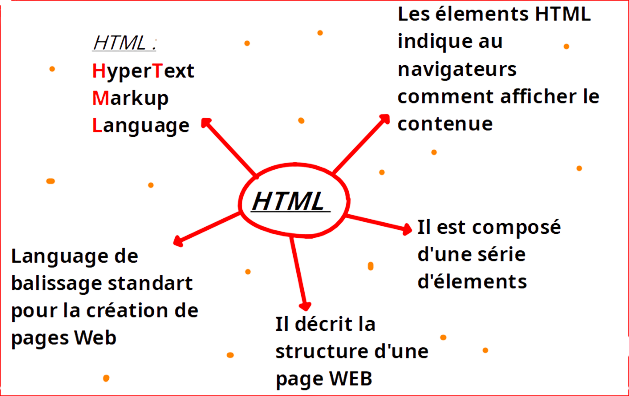 HTML :
HyperText
Markup
Language
Les élements HTML
indique au
navigateurs
comment afficher le
contenue
HTML
Language de
balissage standart
pour la création de
pages Web
Il est composé
d'une série
d'élements
Il décrit la
structure d'une
page WEB